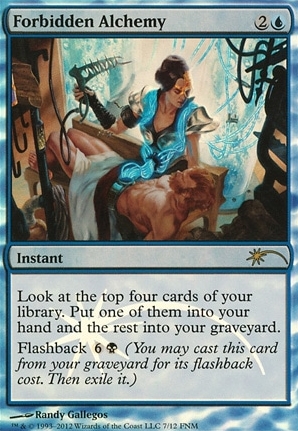 Forbidden Alchemy 2
Instant
Look at the top four cards of your
library. Put one of them into your
hand and the rest into your graveyard.
Flashback 6 (You may cast this card
from your graveyard for its flashback
cost. Then exile it.)
Randy Gallegos
™ & © 1993–2012 Wizards of the Coast LLC 7/12 FNM